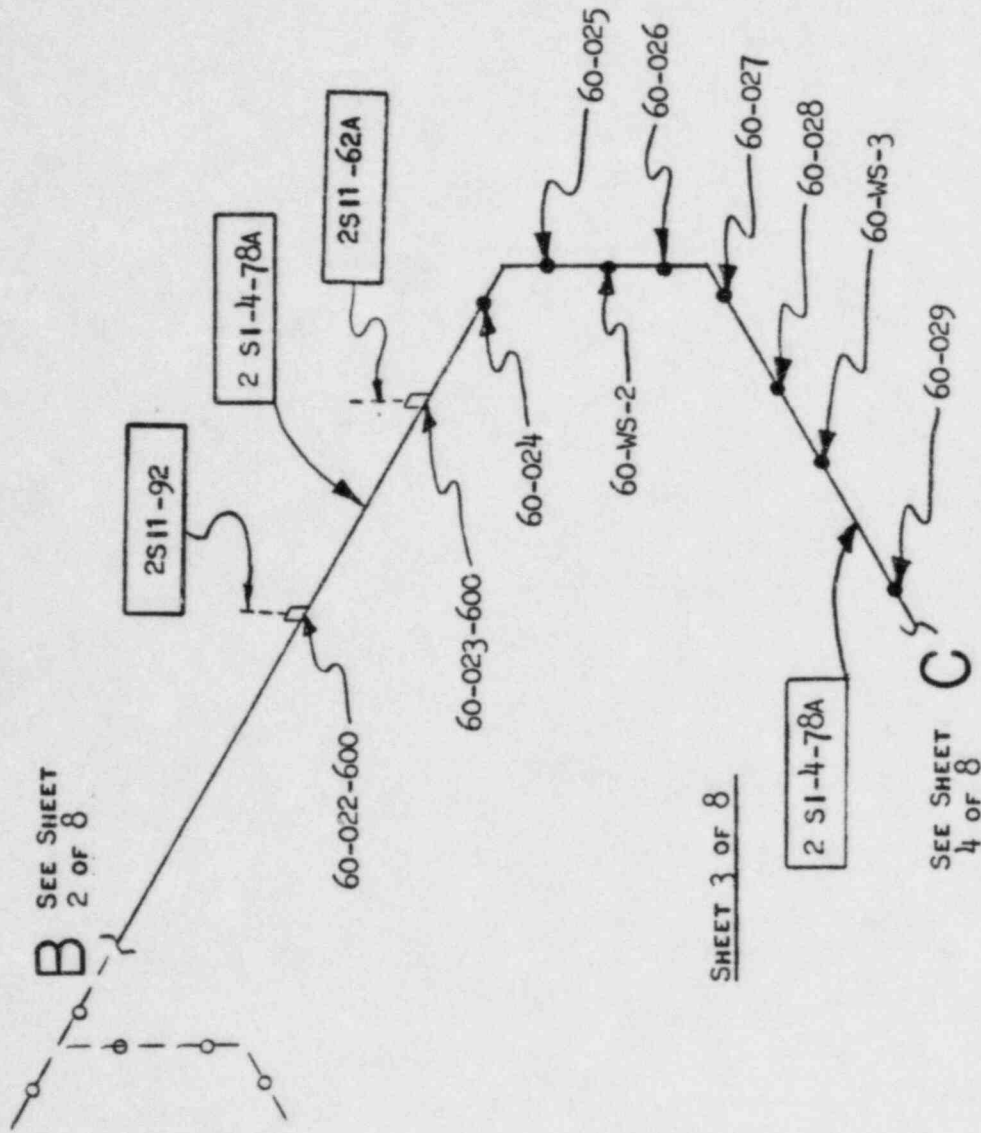 B
SEE SHEET
2 OF 8
2SI1-92
2 SI-4-78A
2SI1-62A
60-022-600
60-023-600
60-024
60-025
60-WS-2
60-026
60-027
60-028
60-WS-3
60-029
2 SI-4-78A
SHEET 3 OF 8
C
SEE SHEET
4 OF 8